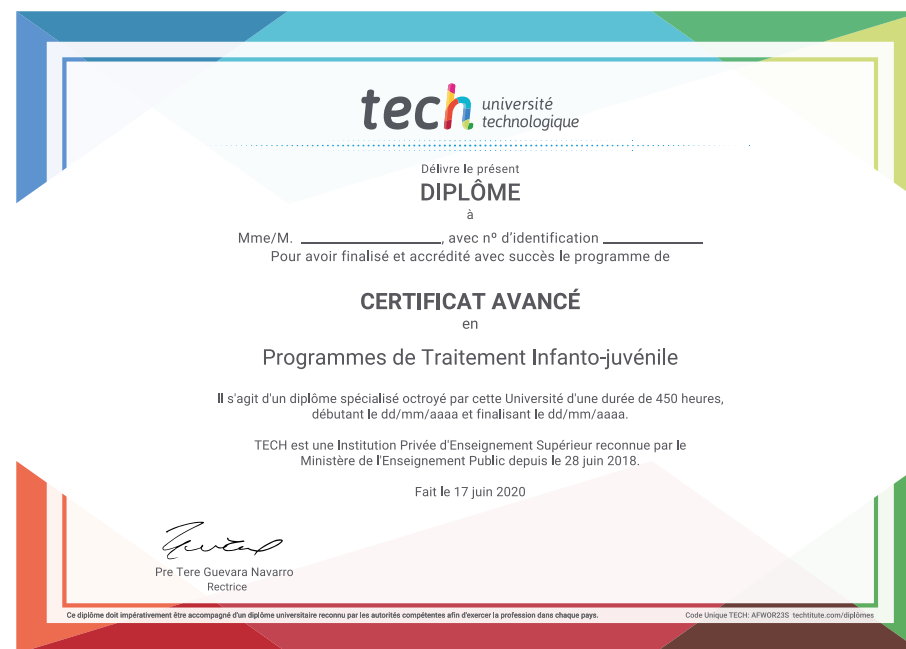 tech université
technologique
Délivre le présent
DIPLÔME
à
Mme/M. ____________________, avec nº d'identification ______________
Pour avoir finalisé et accrédité avec succès le programme de
CERTIFICAT AVANCÉ
en
Programmes de Traitement Infanto-juvénile
Il s'agit d'un diplôme spécialisé octroyé par cette Université d'une durée de 450 heures,
débutant le dd/mm/aaaa et finalisant le dd/mm/aaaa.
TECH est une Institution Privée d'Enseignement Supérieur reconnue par le
Ministère de l'Enseignement Public depuis le 28 juin 2018.
Fait le 17 juin 2020
Pre Tere Guevara Navarro
Rectrice
Ce diplôme doit impérativement être accompagné d'un diplôme universitaire reconnu par les autorités compétentes afin d'exercer la profession dans chaque pays.
Code Unique TECH: AFWOR23S techtitute.com/diplômes